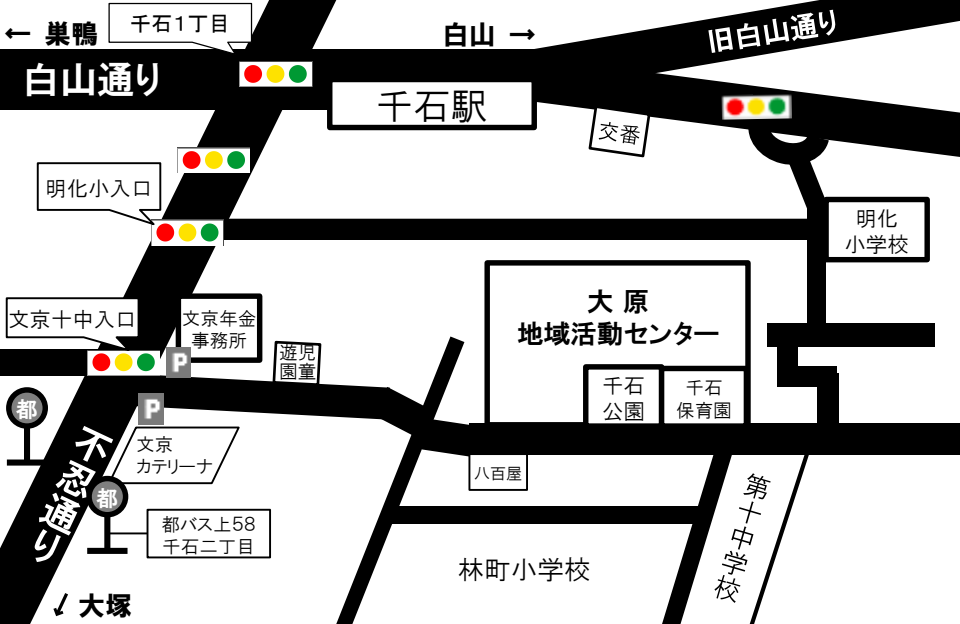 ← 巣鴨
千石１丁目
白山 →
旧白山通り
白山通り
千石駅
交番
明化小入口
明化
小学校
文京十中入口
文京年金
事務所
P
遊児
園童
大 原
地域活動センター
千石
公園
千石
保育園
都
P
文京
カテリーナ
不忍通り
都
都バス上58
千石二丁目
八百屋
第十中学校
林町小学校
↙ 大塚